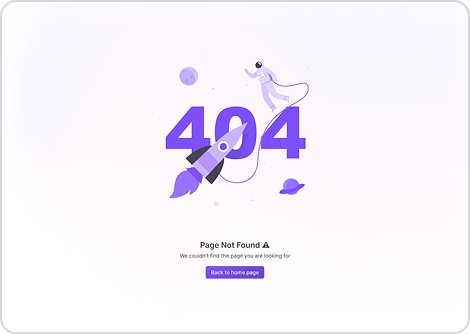 404
Page Not Found ⚠
We couldn't find the page you are looking for
Back to home page